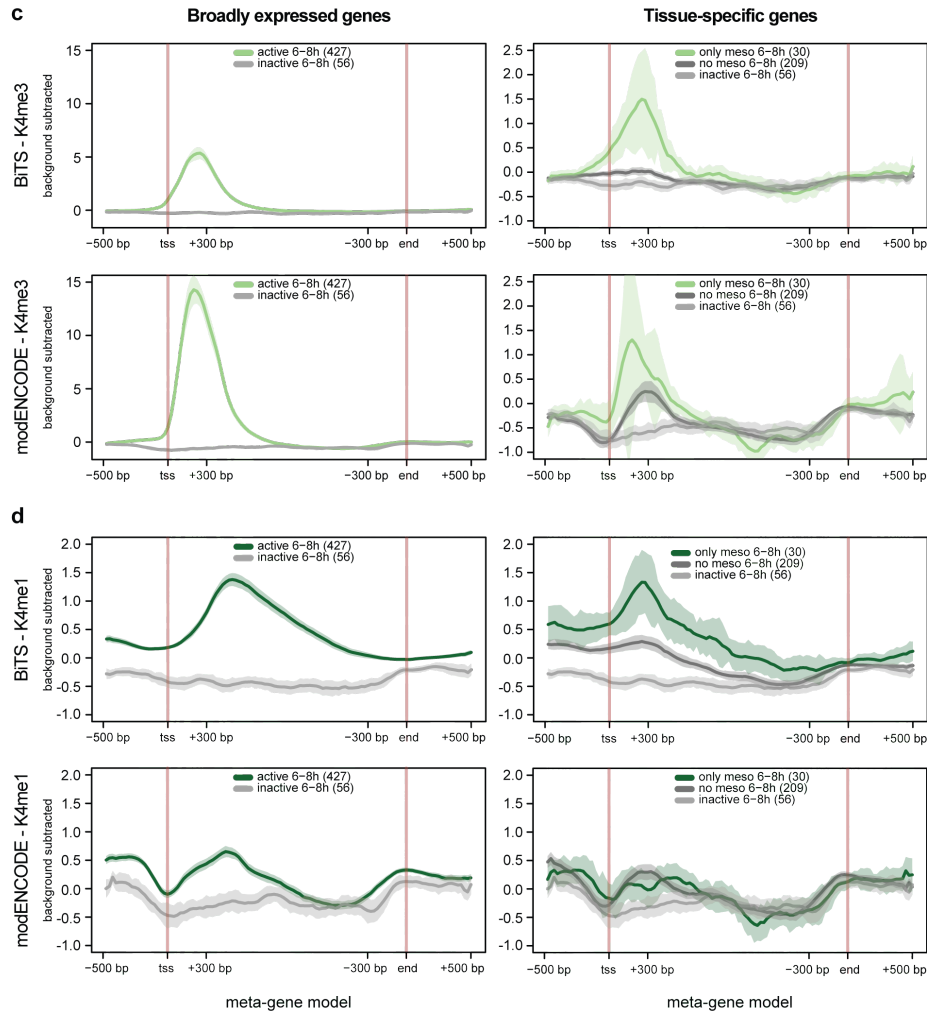 c
Broadly expressed genes
Tissue-specific genes
BiTS - K4me3
background subtracted
15
10
5
0
active 6−8h (427)
inactive 6−8h (56)
−500 bp
tss
+300 bp
−300 bp
end
+500 bp
2.5
2.0
1.5
1.0
0.5
0.0
-0.5
-1.0
only meso 6−8h (30)
no meso 6−8h (209)
inactive 6−8h (56)
−500 bp
tss
+300 bp
−300 bp
end
+500 bp
modENCODE - K4me3
background subtracted
15
10
5
0
active 6−8h (427)
inactive 6−8h (56)
−500 bp
tss
+300 bp
−300 bp
end
+500 bp
2.5
2.0
1.5
1.0
0.5
0.0
-0.5
-1.0
only meso 6−8h (30)
no meso 6−8h (209)
inactive 6−8h (56)
−500 bp
tss
+300 bp
−300 bp
end
+500 bp
d
BiTS - K4me1
background subtracted
2.0
1.5
1.0
0.5
0.0
-0.5
-1.0
active 6−8h (427)
inactive 6−8h (56)
−500 bp
tss
+300 bp
−300 bp
end
+500 bp
2.0
1.5
1.0
0.5
0.0
-0.5
-1.0
only meso 6−8h (30)
no meso 6−8h (209)
inactive 6−8h (56)
−500 bp
tss
+300 bp
−300 bp
end
+500 bp
modENCODE - K4me1
background subtracted
2.0
1.5
1.0
0.5
0.0
-0.5
-1.0
active 6−8h (427)
inactive 6−8h (56)
−500 bp
tss
+300 bp
−300 bp
end
+500 bp
2.0
1.5
1.0
0.5
0.0
-0.5
-1.0
only meso 6−8h (30)
no meso 6−8h (209)
inactive 6−8h (56)
−500 bp
tss
+300 bp
−300 bp
end
+500 bp
meta-gene model
meta-gene model